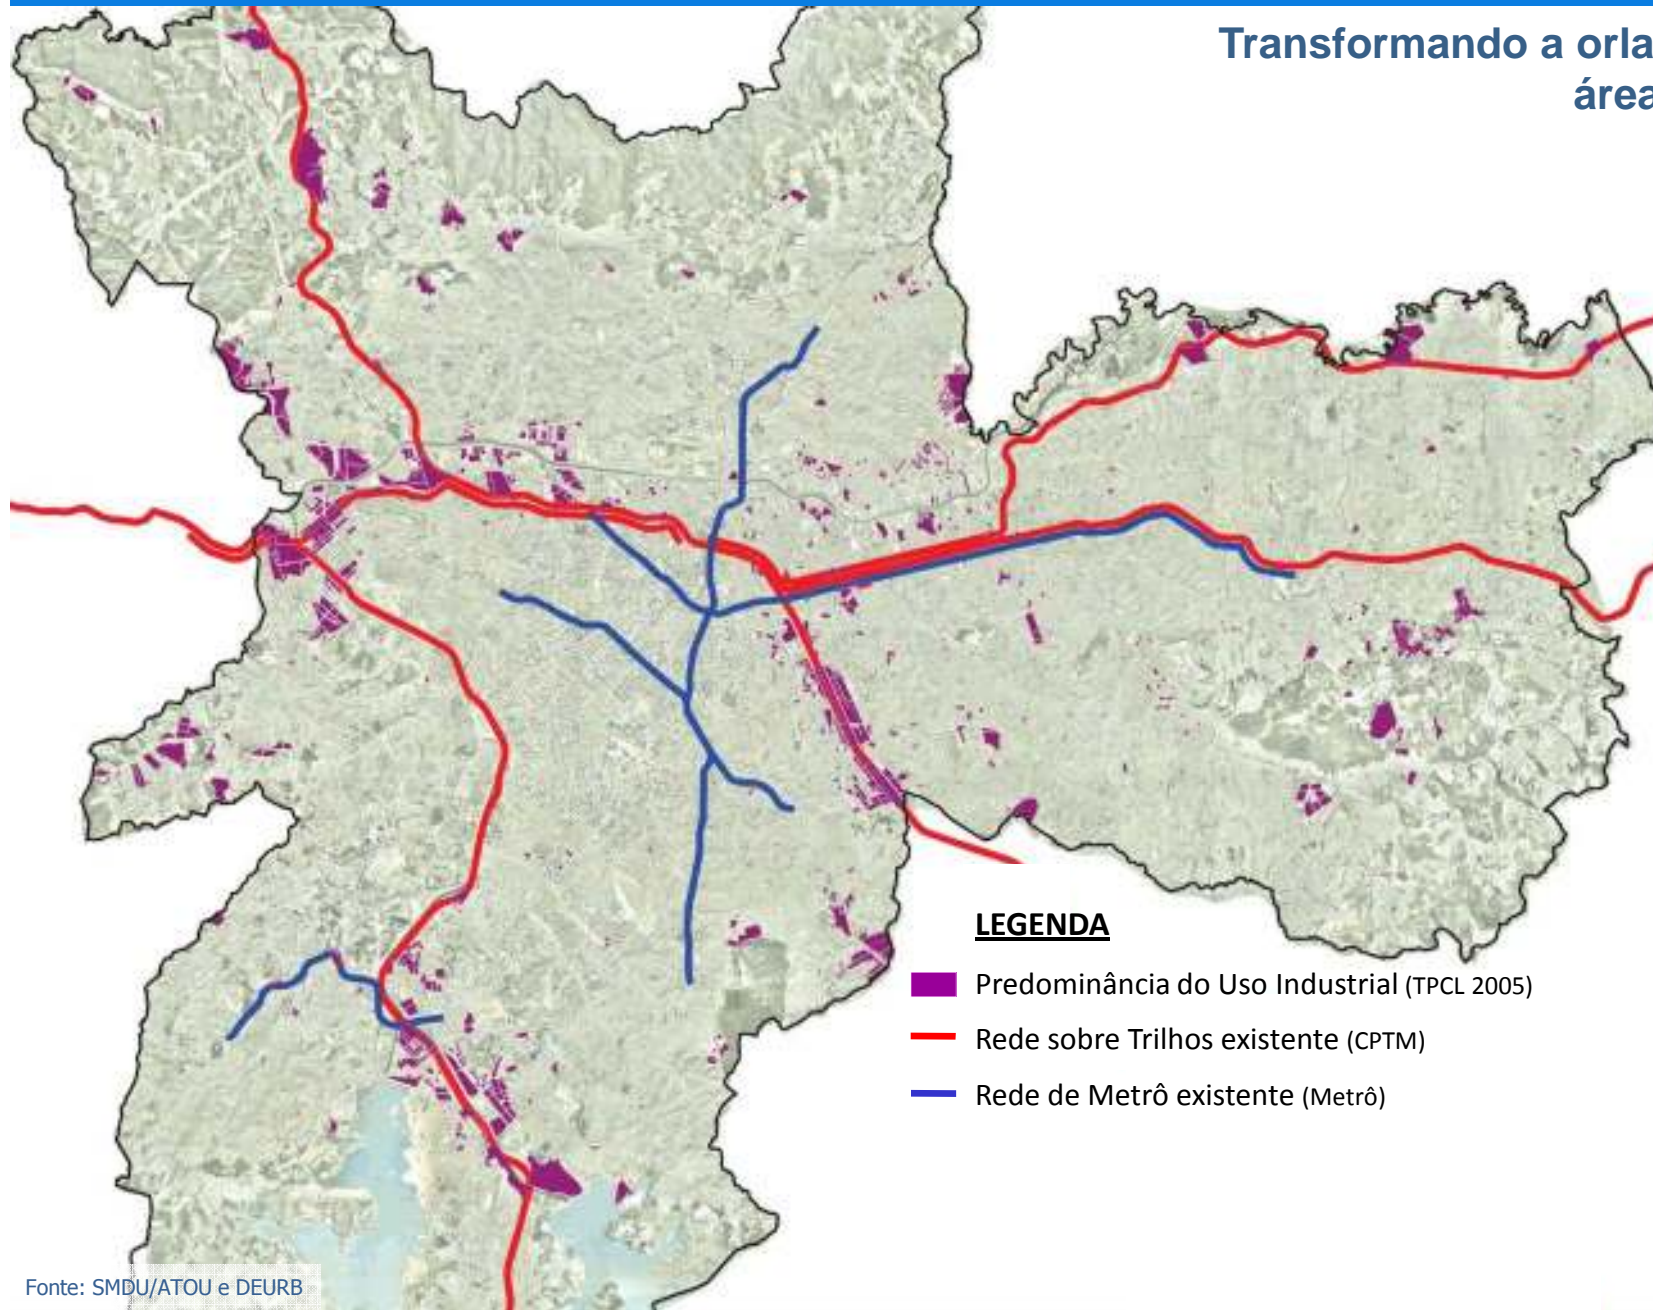 Transformando a orla
área
LEGENDA
Predominância do Uso Industrial (TPCL 2005)
Rede sobre Trilhos existente (CPTM)
Rede de Metrô existente (Metrô)
Fonte: SMDU/ATOU e DEURB